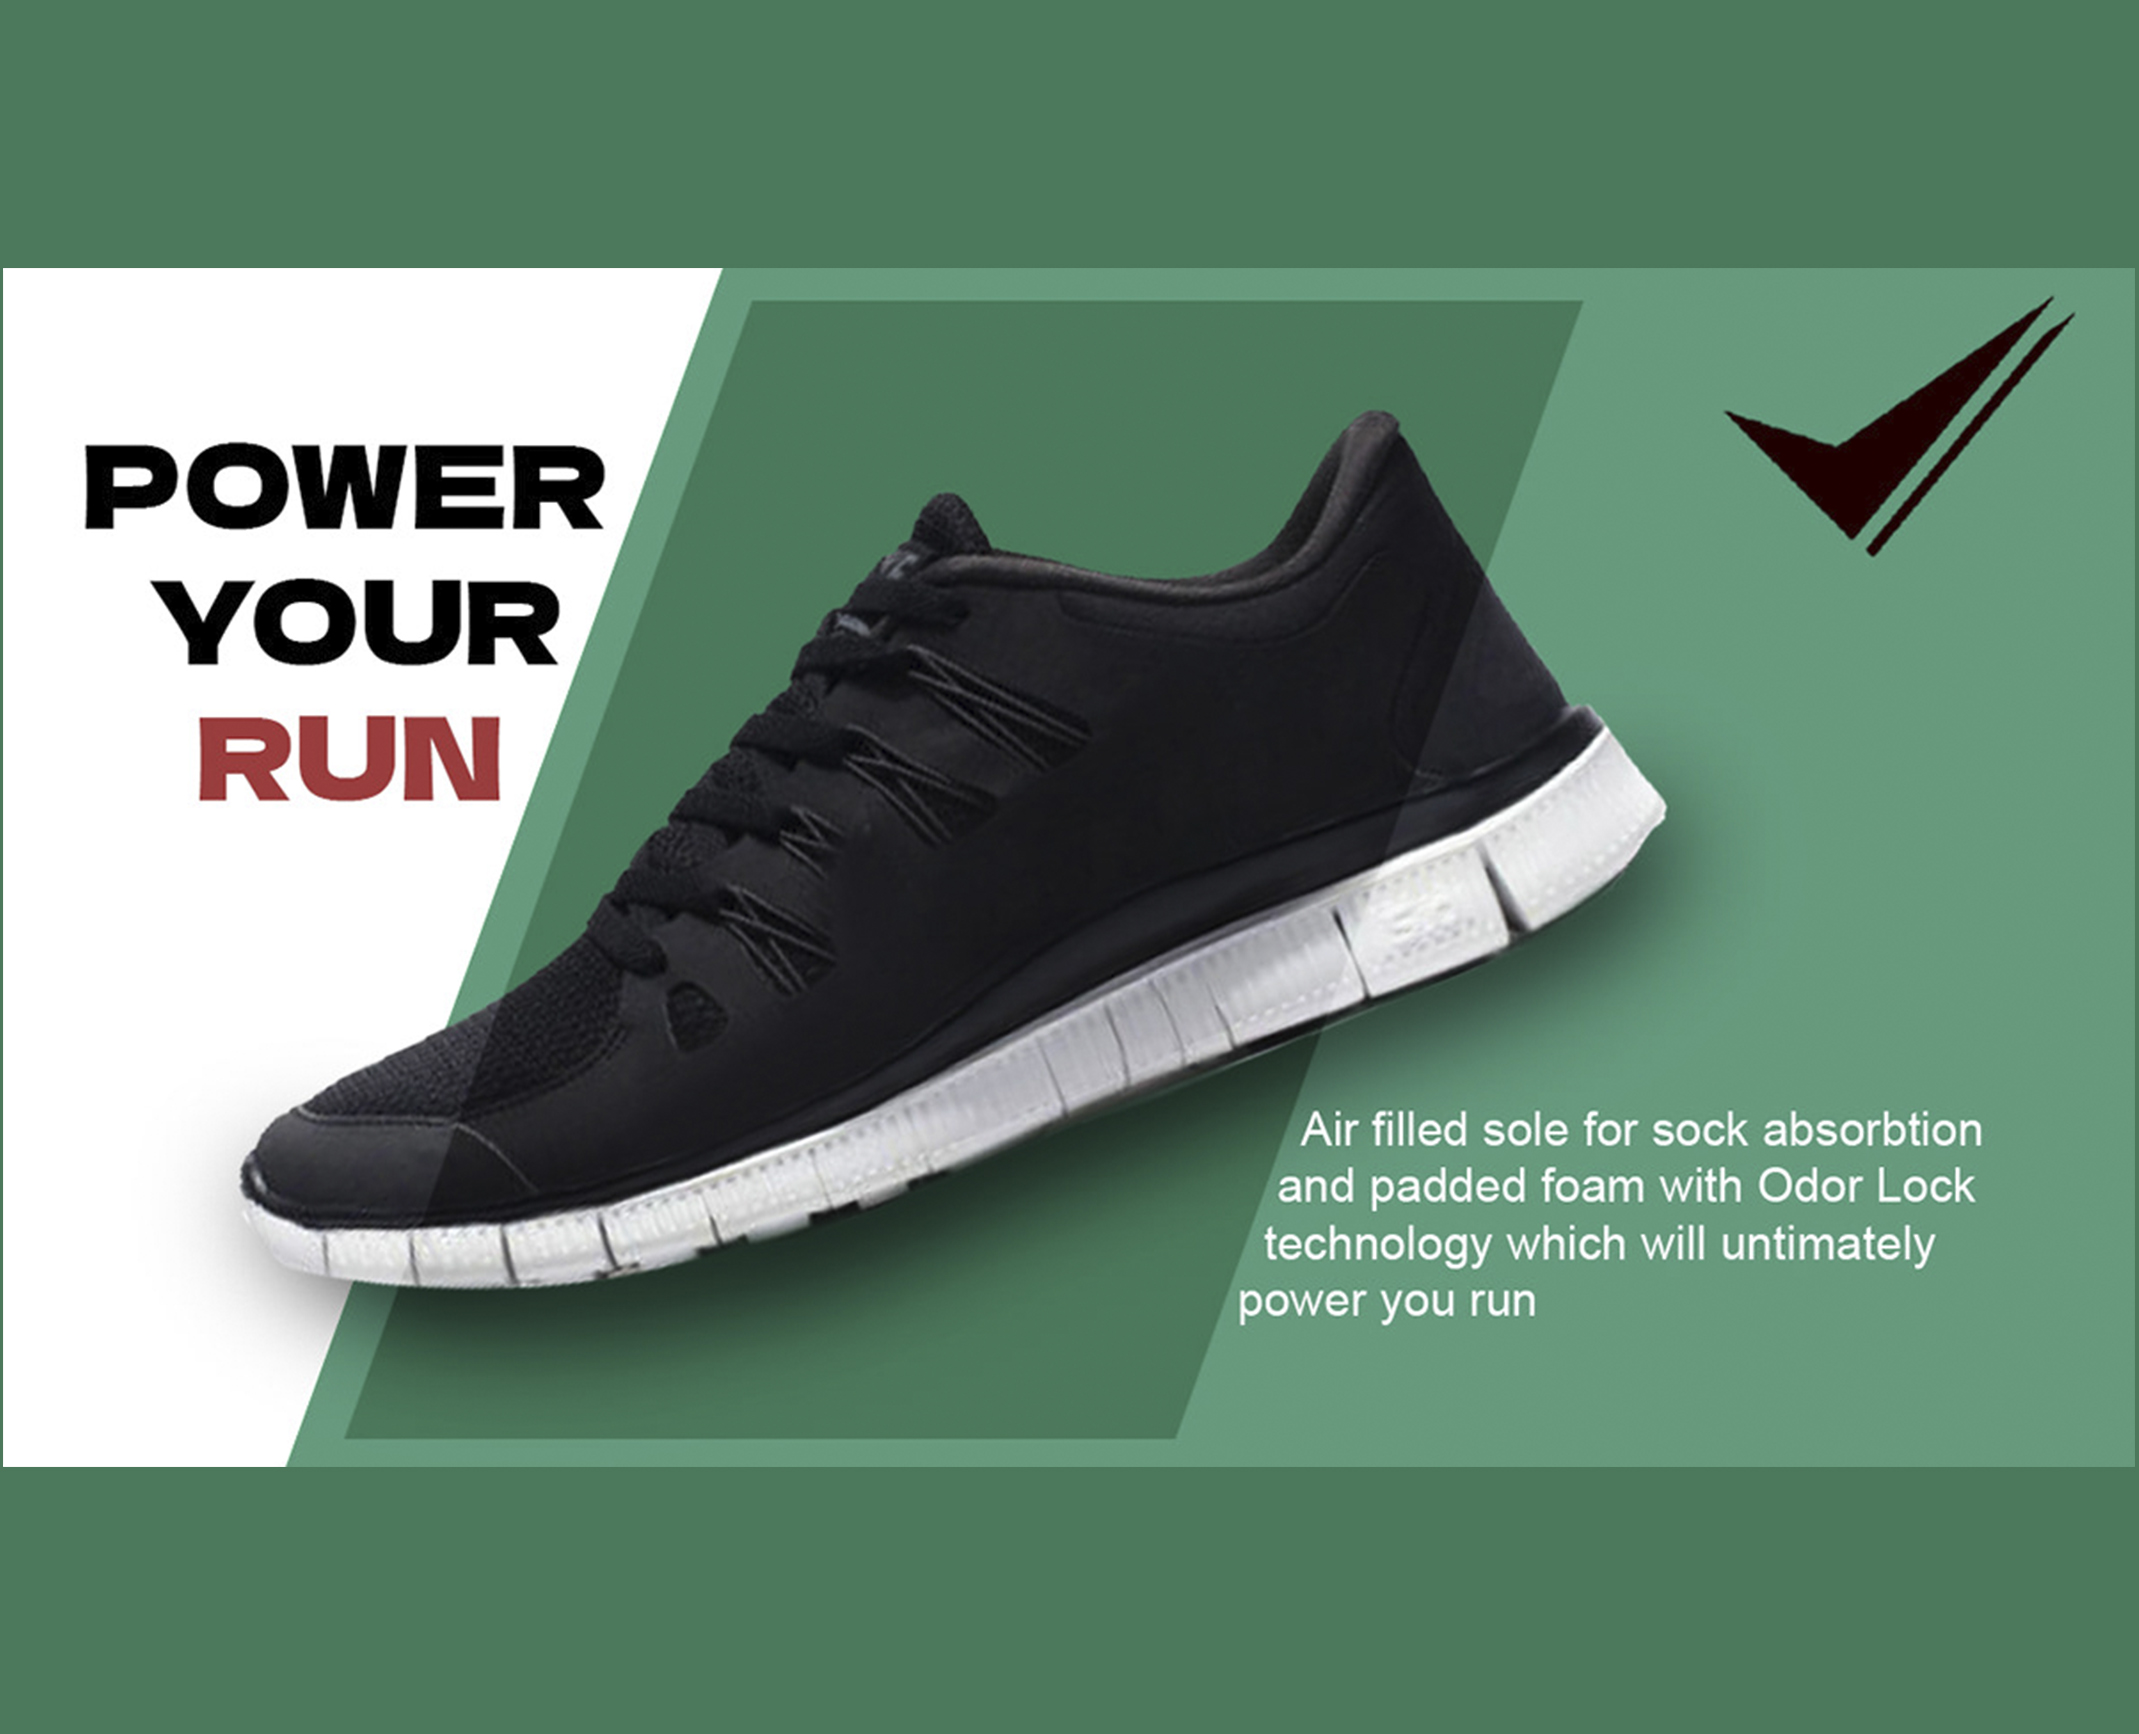 POWER
YOUR
RUN
Air filled sole for sock absorbtion
and padded foam with Odor Lock
technology which will untimately
power you run